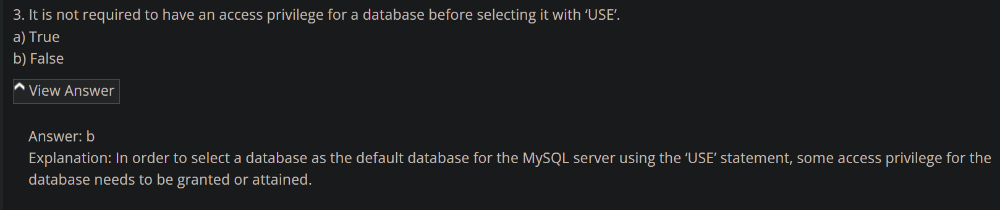 3. It is not required to have an access privilege for a database before selecting it with ‘USE’.
a) True
b) False
View Answer
Answer: b
Explanation: In order to select a database as the default database for the MySQL server using the ‘USE’ statement, some access privilege for the
database needs to be granted or attained.